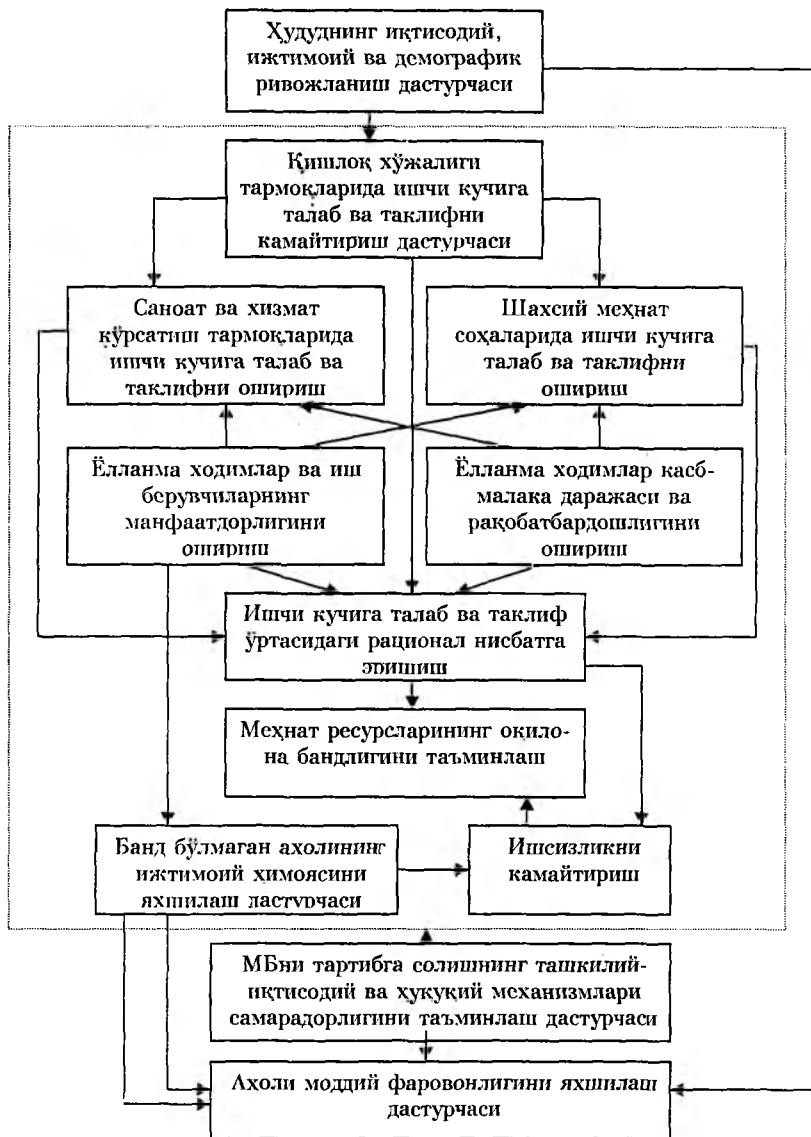 Ҳудуднинг иқтисодий,
ижтимоий ва демографик
ривожланиш дастурчаси
Қишлоқ хўжалиги
тармоқларида ишчи кучига
талаб ва таклифни
камайтириш дастурчаси
Саноат ва хизмат
кўрсатиш тармоқларида
ишчи кучига талаб ва
таклифни ошириш
Шахсий меҳнат
соҳаларида ишчи кучига
талаб ва таклифни
ошириш
Ёлланма ходимлар ва иш
берувчиларнинг
манфаатдорлигини
ошириш
Ёлланма ходимлар касб-
малака даражаси ва
рақобатбардошлигини
ошириш
Ишчи кучига талаб ва таклиф
ўртасидаги рационал нисбатга
эришиш
Меҳнат ресурсларининг оқило-
на бандлигини таъминлаш
Банд бўлмаган аҳолининг
ижтимоий ҳимоясини
яхшилаш дастурчаси
Ишсизликни
камайтириш
МБни тартибга солишнинг ташкилий-
иқтисодий ва ҳуқуқий механизмлари
самарадорлигини таъминлаш дастурчаси
Аҳоли моддий фаровонлигини яхшилаш
дастурчаси